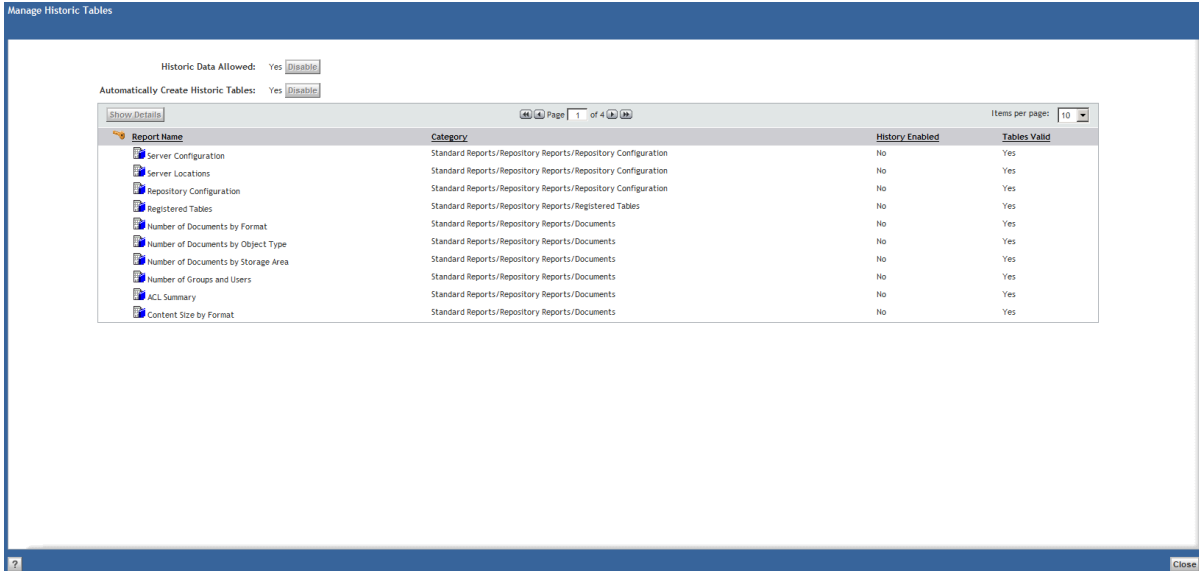 Manage Historic Tables
Historic Data Allowed: Yes Disable
Automatically Create Historic Tables: Yes Disable
Show Details Page 1 of 4 Items per page: 10
Report Name Category History Enabled Tables Valid
Server Configuration Standard Reports/Repository Reports/Repository Configuration No Yes
Server Locations Standard Reports/Repository Reports/Repository Configuration No Yes
Repository Configuration Standard Reports/Repository Reports/Repository Configuration No Yes
Registered Tables Standard Reports/Repository Reports/Registered Tables No Yes
Number of Documents by Format Standard Reports/Repository Reports/Documents No Yes
Number of Documents by Object Type Standard Reports/Repository Reports/Documents No Yes
Number of Documents by Storage Area Standard Reports/Repository Reports/Documents No Yes
Number of Groups and Users Standard Reports/Repository Reports/Documents No Yes
ACL Summary Standard Reports/Repository Reports/Documents No Yes
Content Size by Format Standard Reports/Repository Reports/Documents No Yes
? Close